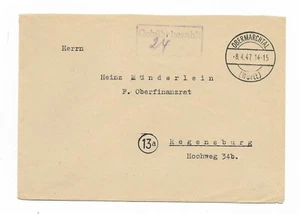 Gebühr bezahlt
24
OBERMARCHTAL
-8.4.47.14-15
Herrn
Heinz Münderlein
F. Oberfinanzrat
13a
Regensburg
Hochweg 34b.